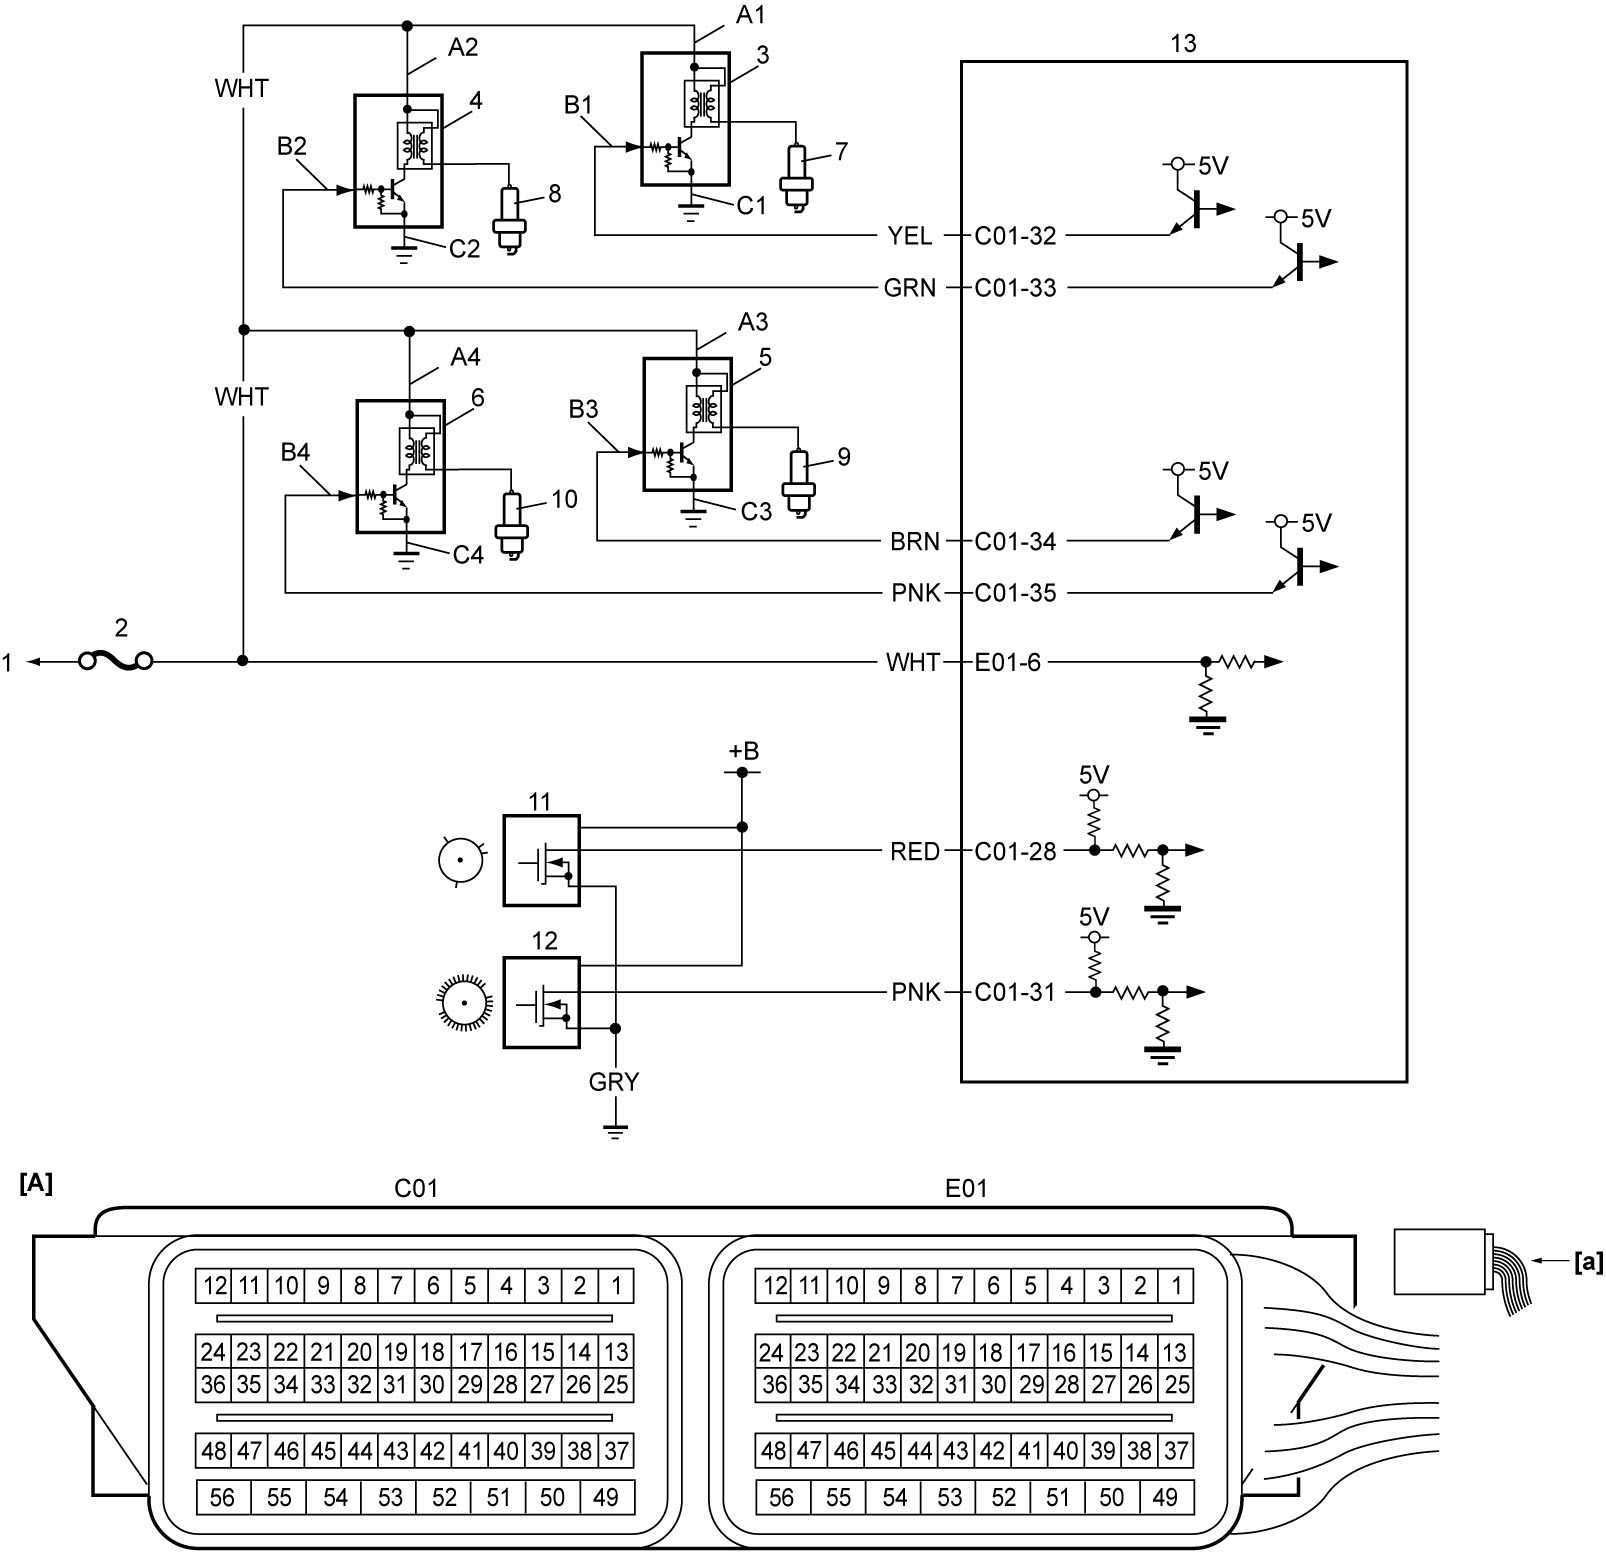 A1
13
A2
3
WHT
4
B1
B2
7
5V
8
C1
5V
C2
YEL C01-32
GRN C01-33
A3
A4
5
WHT
6
B3
B4
9
5V
10
C3
5V
C4
BRN C01-34
PNK C01-35
2
1
WHT E01-6
+B
5V
11
RED C01-28
5V
12
PNK C01-31
GRY
[A]
C01
E01
[a]
12 11 10 9 8 7 6 5 4 3 2 1
24 23 22 21 20 19 18 17 16 15 14 13
36 35 34 33 32 31 30 29 28 27 26 25
48 47 46 45 44 43 42 41 40 39 38 37
56 55 54 53 52 51 50 49
12 11 10 9 8 7 6 5 4 3 2 1
24 23 22 21 20 19 18 17 16 15 14 13
36 35 34 33 32 31 30 29 28 27 26 25
48 47 46 45 44 43 42 41 40 39 38 37
56 55 54 53 52 51 50 49